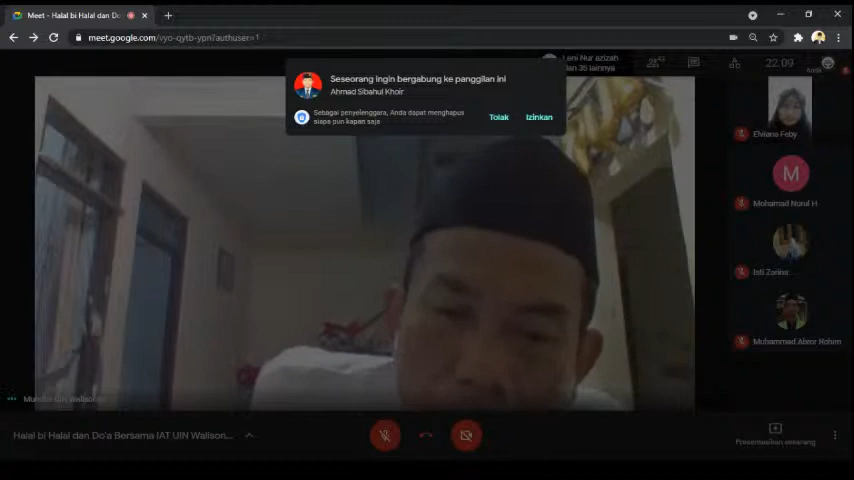 Meet - Halal bi Halal dan Do
meet.google.com/vyo-qytb-ypn?authuser=1
Leni Nur azizah
dan 35 lainnya
22.09
Anda
Seseorang ingin bergabung ke panggilan ini
Ahmad Sibahul Khoir
Sebagai penyelenggara, Anda dapat menghapus
siapa pun kapan saja
Tolak
Izinkan
Elviana Feby
M
Mohamad Nurul H
Isti
Muhammad Abror Rohim
UIN Walison
Halal bi Halal dan Do'a Bersama IAT UIN Walison...
Presentasikan sekarang